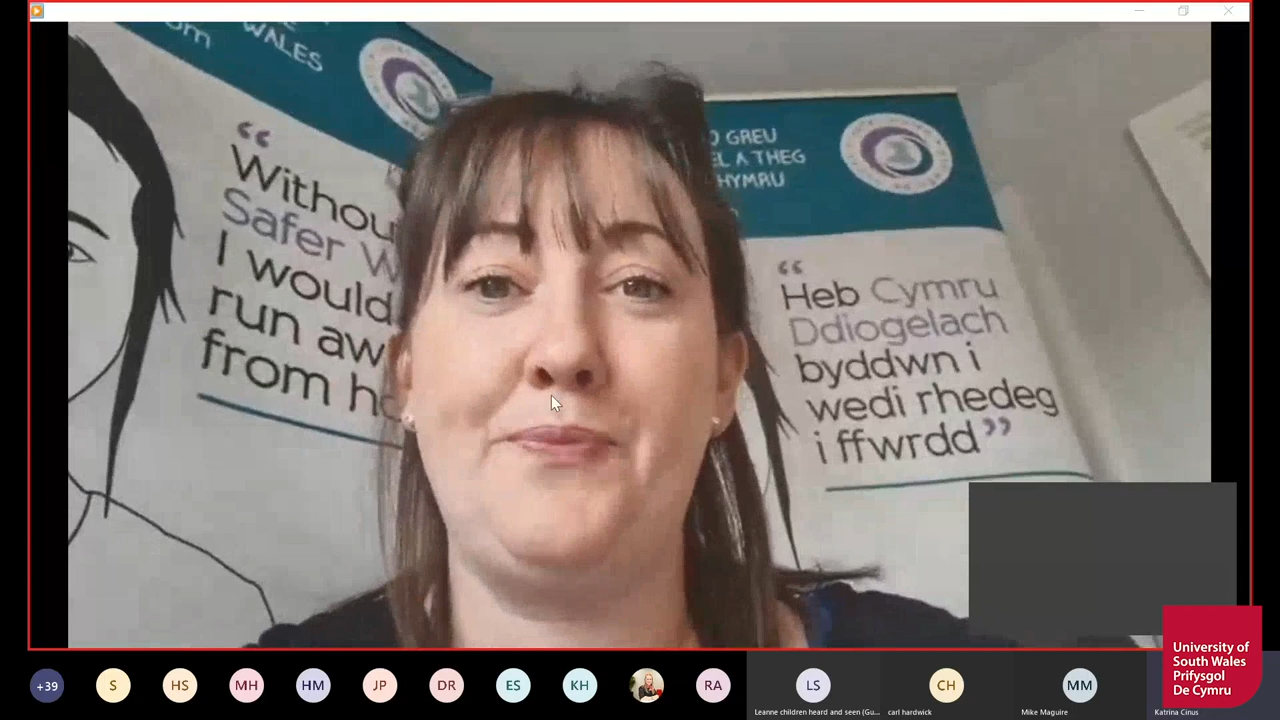 WALES
“
Withou
Safer W
I would
run aw
from ho
O GREU
EL A THEG
HYMRU
“
Heb Cymru
Ddiogelach
byddwn i
wedi rhedeg
i ffwrdd”
University of
South Wales
Prifysgol
De Cymru
+39
S
HS
MH
HM
JP
DR
ES
KH
RA
LS
CH
MM
Leanne children heard and seen (Gu...
carl hardwick
Mike Maguire
Katrina Cinus